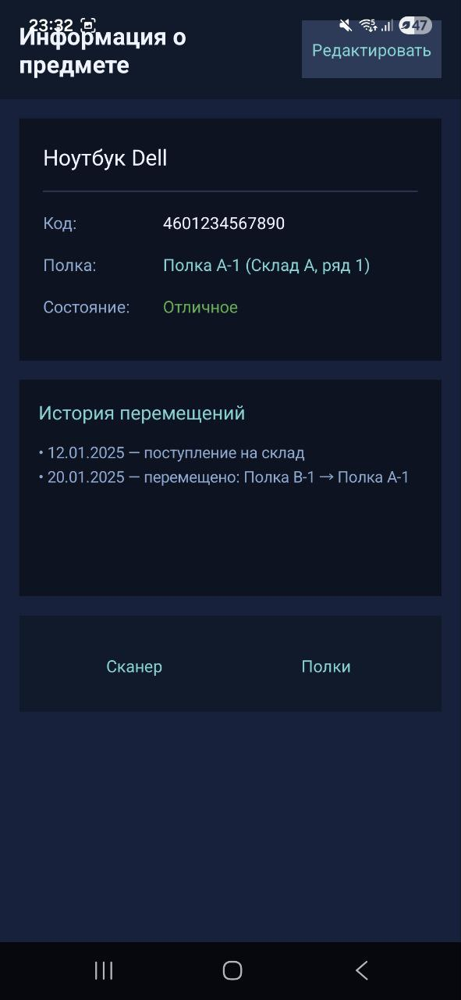 23:32
47
Информация о
предмете
Редактировать
Ноутбук Dell
Код: 4601234567890
Полка: Полка A-1 (Склад A, ряд 1)
Состояние: Отличное
История перемещений
• 12.01.2025 — поступление на склад
• 20.01.2025 — перемещено: Полка B-1 → Полка A-1
Сканер Полки